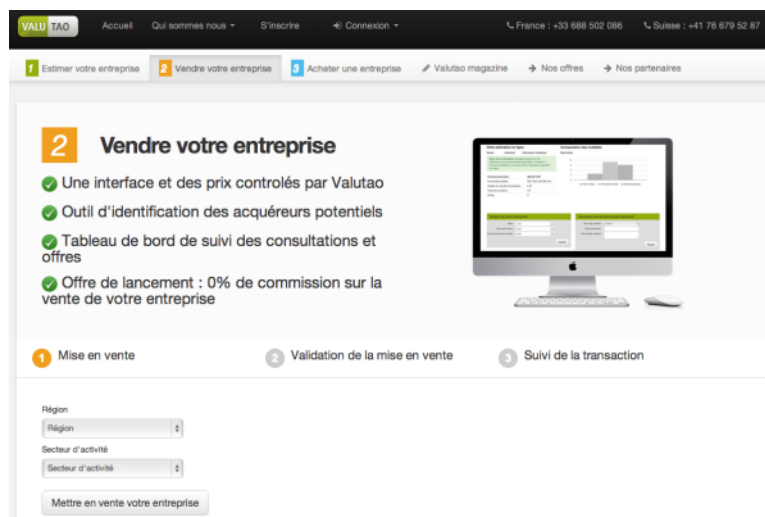 VALU TAO Accueil Qui sommes nous S'inscrire Connexion France : +33 688 502 086 Suisse : +41 76 679 52 87
1 Estimer votre entreprise 2 Vendre votre entreprise 3 Acheter une entreprise Valutao magazine Nos offres Nos partenaires
2 Vendre votre entreprise
Une interface et des prix controlés par Valutao
Outil d'identification des acquéreurs potentiels
Tableau de bord de suivi des consultations et
offres
Offre de lancement : 0% de commission sur la
vente de votre entreprise
1 Mise en vente 2 Validation de la mise en vente 3 Suivi de la transaction
Région
Région
Secteur d'activité
Secteur d'activité
Mettre en vente votre entreprise